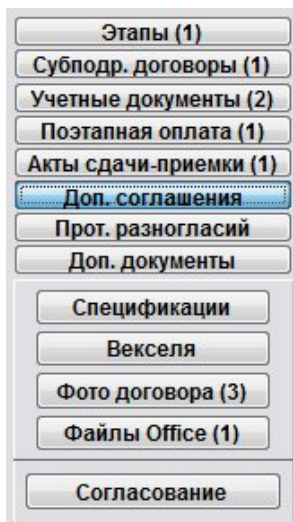 Этапы (1)
Субподр. договоры (1)
Учетные документы (2)
Поэтапная оплата (1)
Акты сдачи-приемки (1)
Доп. соглашения
Прот. разногласий
Доп. документы
Спецификации
Векселя
Фото договора (3)
Файлы Office (1)
Согласование